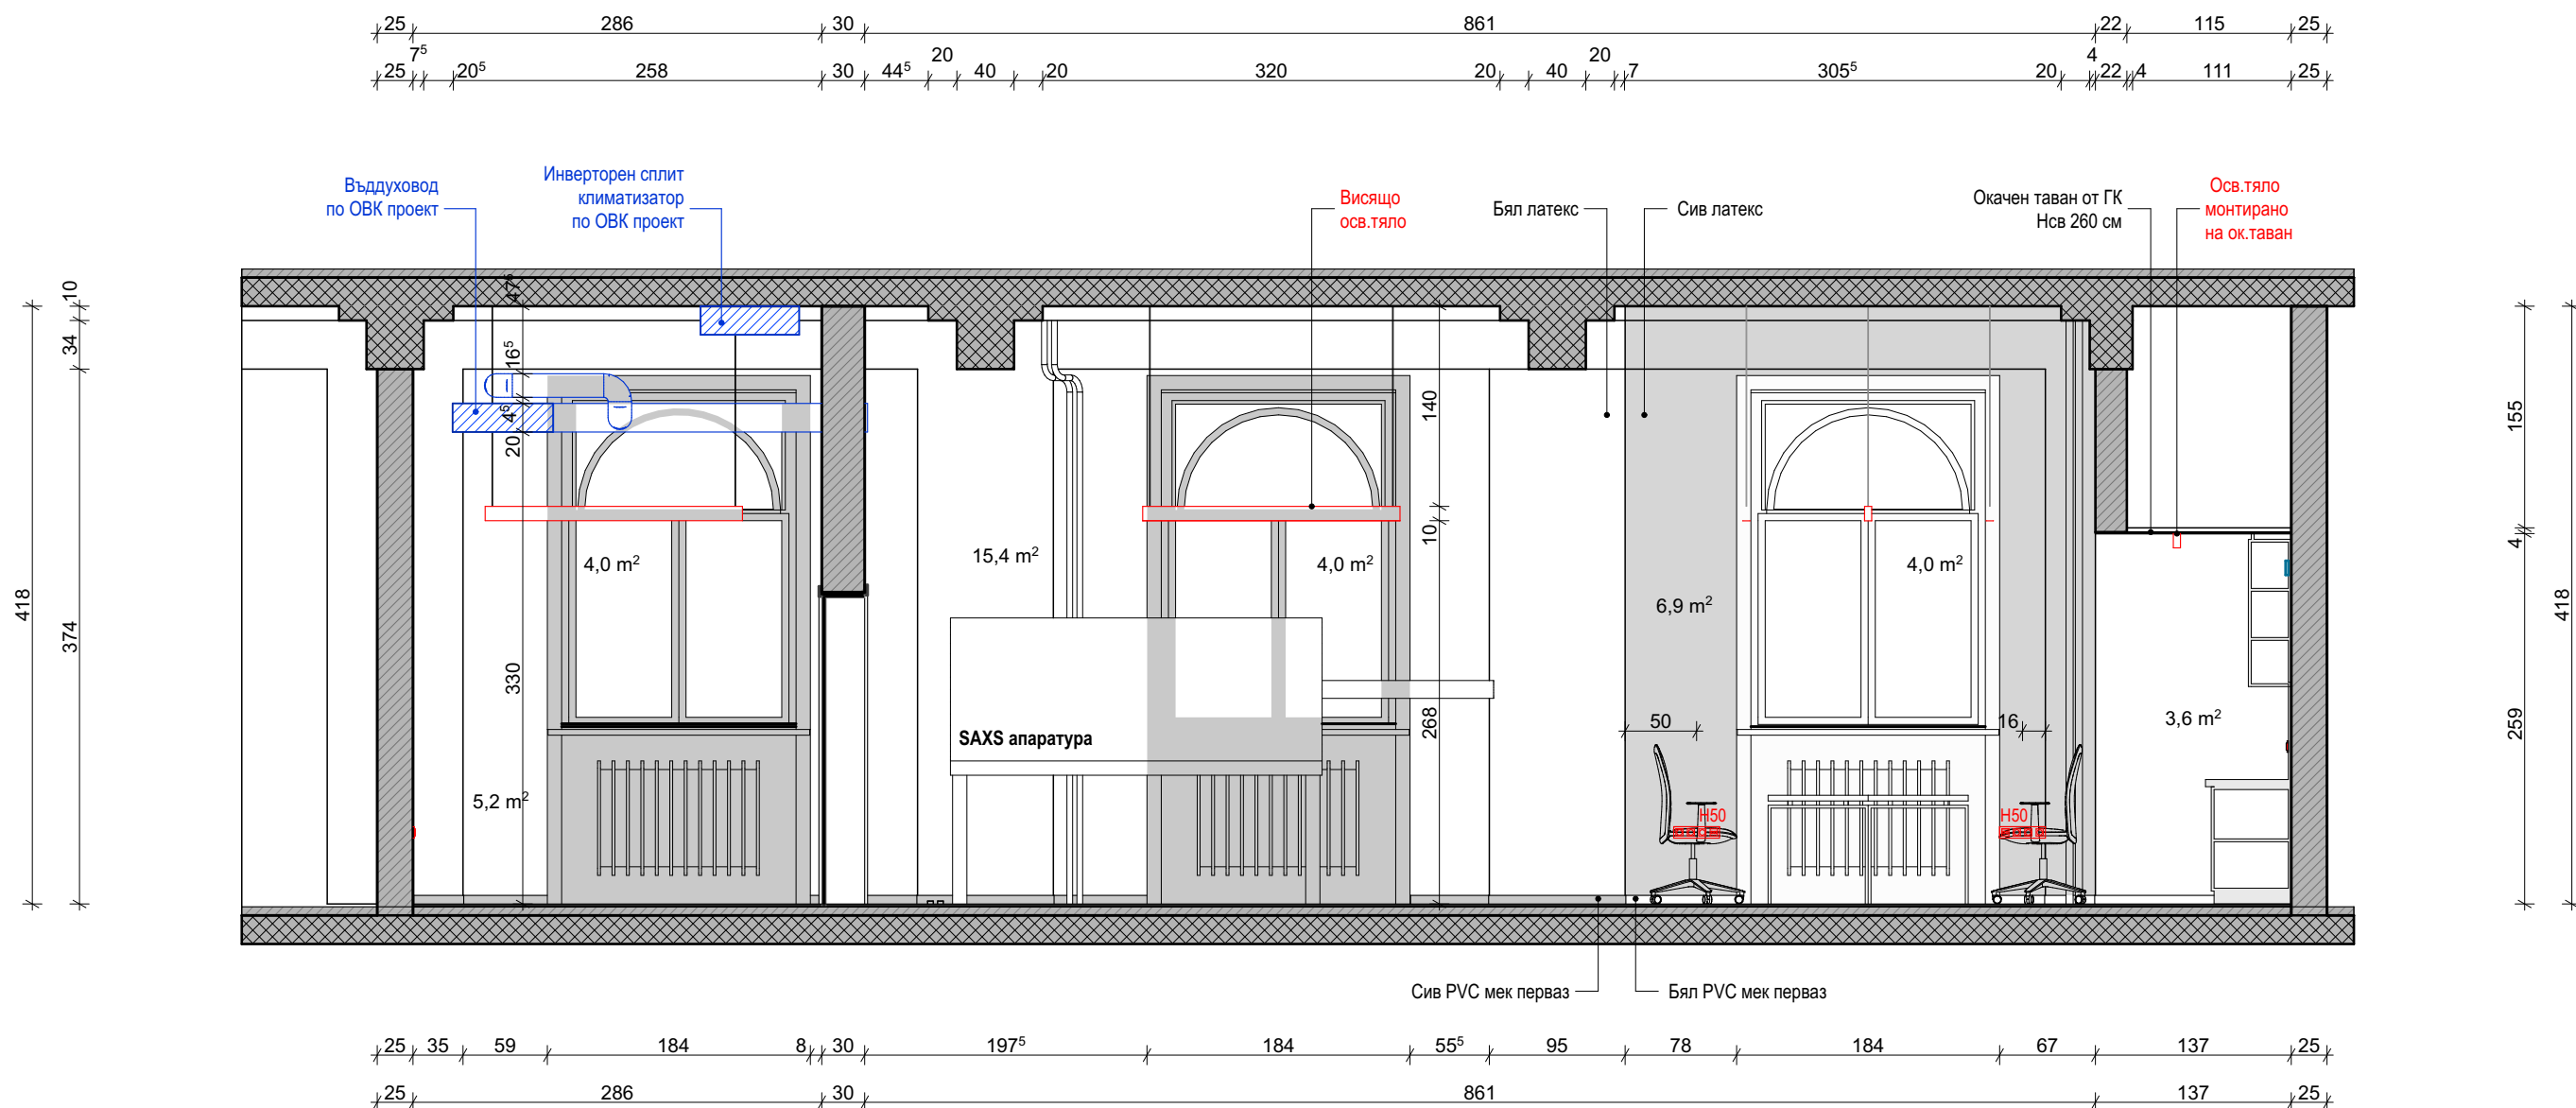 25 286 30 861 22 115 25
7⁵ 20 20 4
25 20⁵ 258 30 44⁵ 40 20 320 20 40 7 305⁵ 20 22 4 111 25
Въддуховод
по ОВК проект
Инверторен сплит
климатизатор
по ОВК проект
Висящо
осв.тяло
Бял латекс
Сив латекс
Окачен таван от ГК
Нсв 260 см
Осв.тяло
монтирано
на ок.таван
418
10
34
374
47⁵
16⁵
4⁵
20
330
140
10
268
155
4
259
418
4,0 m²
15,4 m²
4,0 m²
4,0 m²
6,9 m²
3,6 m²
5,2 m²
50
16
SAXS апаратура
H50
H50
Сив PVC мек перваз
Бял PVC мек перваз
25 35 59 184 8 30 197⁵ 184 55⁵ 95 78 184 67 137 25
25 286 30 861 137 25